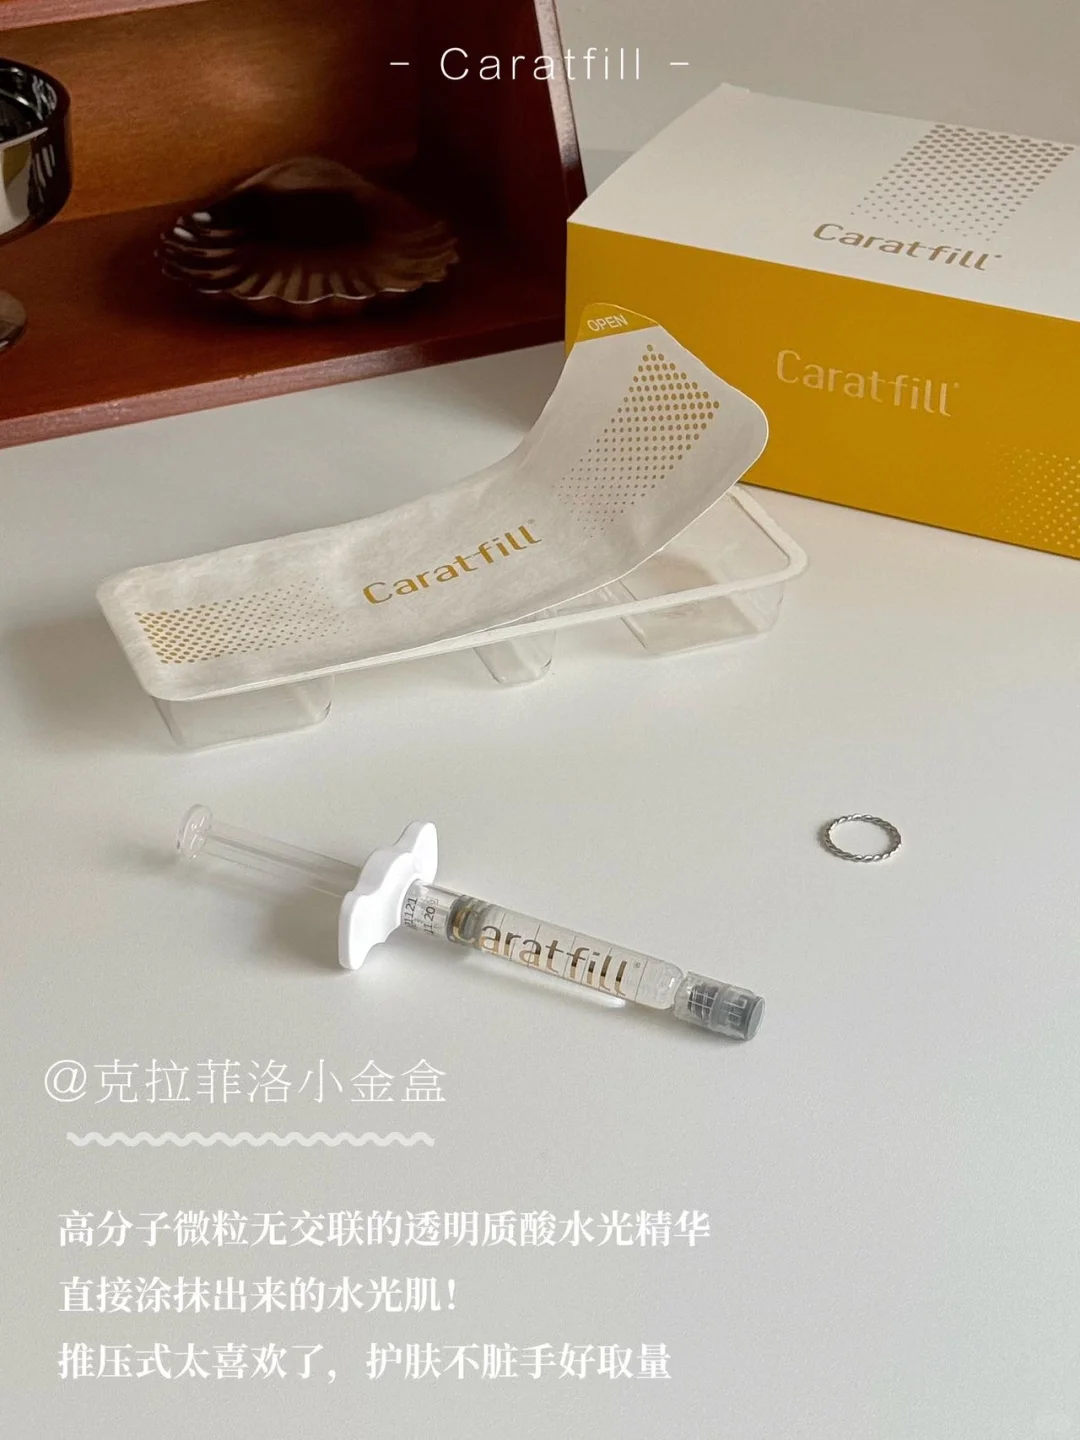 - Caratfill -
Caratfill
Caratfill
OPEN
Caratfill
Caratfill
@克拉菲洛小金盒
高分子微粒无交联的透明质酸水光精华
直接涂抹出来的水光肌！
推压式太喜欢了，护肤不脏手好取量